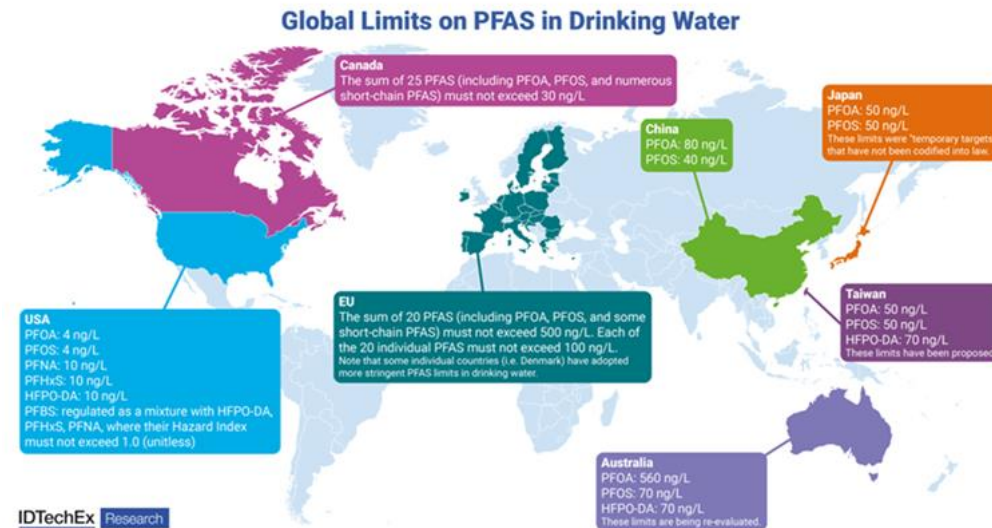 Global Limits on PFAS in Drinking Water
Canada
The sum of 25 PFAS (including PFOA, PFOS, and numerous
short-chain PFAS) must not exceed 30 ng/L
Japan
PFOA: 50 ng/L
PFOS: 50 ng/L
These limits were "temporary targets
that have not been codified into law.
China
PFOA: 80 ng/L
PFOS: 40 ng/L
USA
PFOA: 4 ng/L
PFOS: 4 ng/L
PFNA: 10 ng/L
PFHxS: 10 ng/L
HFPO-DA: 10 ng/L
PFBS: regulated as a mixture with HFPO-DA,
PFHxS, PFNA, where their Hazard Index
must not exceed 1.0 (unitless)
EU
The sum of 20 PFAS (including PFOA, PFOS, and some
short-chain PFAS) must not exceed 500 ng/L. Each of
the 20 individual PFAS must not exceed 100 ng/L.
Note that some individual countries (i.e. Denmark) have adopted
more stringent PFAS limits in drinking water.
Taiwan
PFOA: 50 ng/L
PFOS: 50 ng/L
HFPO-DA: 70 ng/L
These limits have been proposed
Australia
PFOA: 560 ng/L
PFOS: 70 ng/L
HFPO-DA: 70 ng/L
These limits are being re-evaluated.
IDTechEx Research